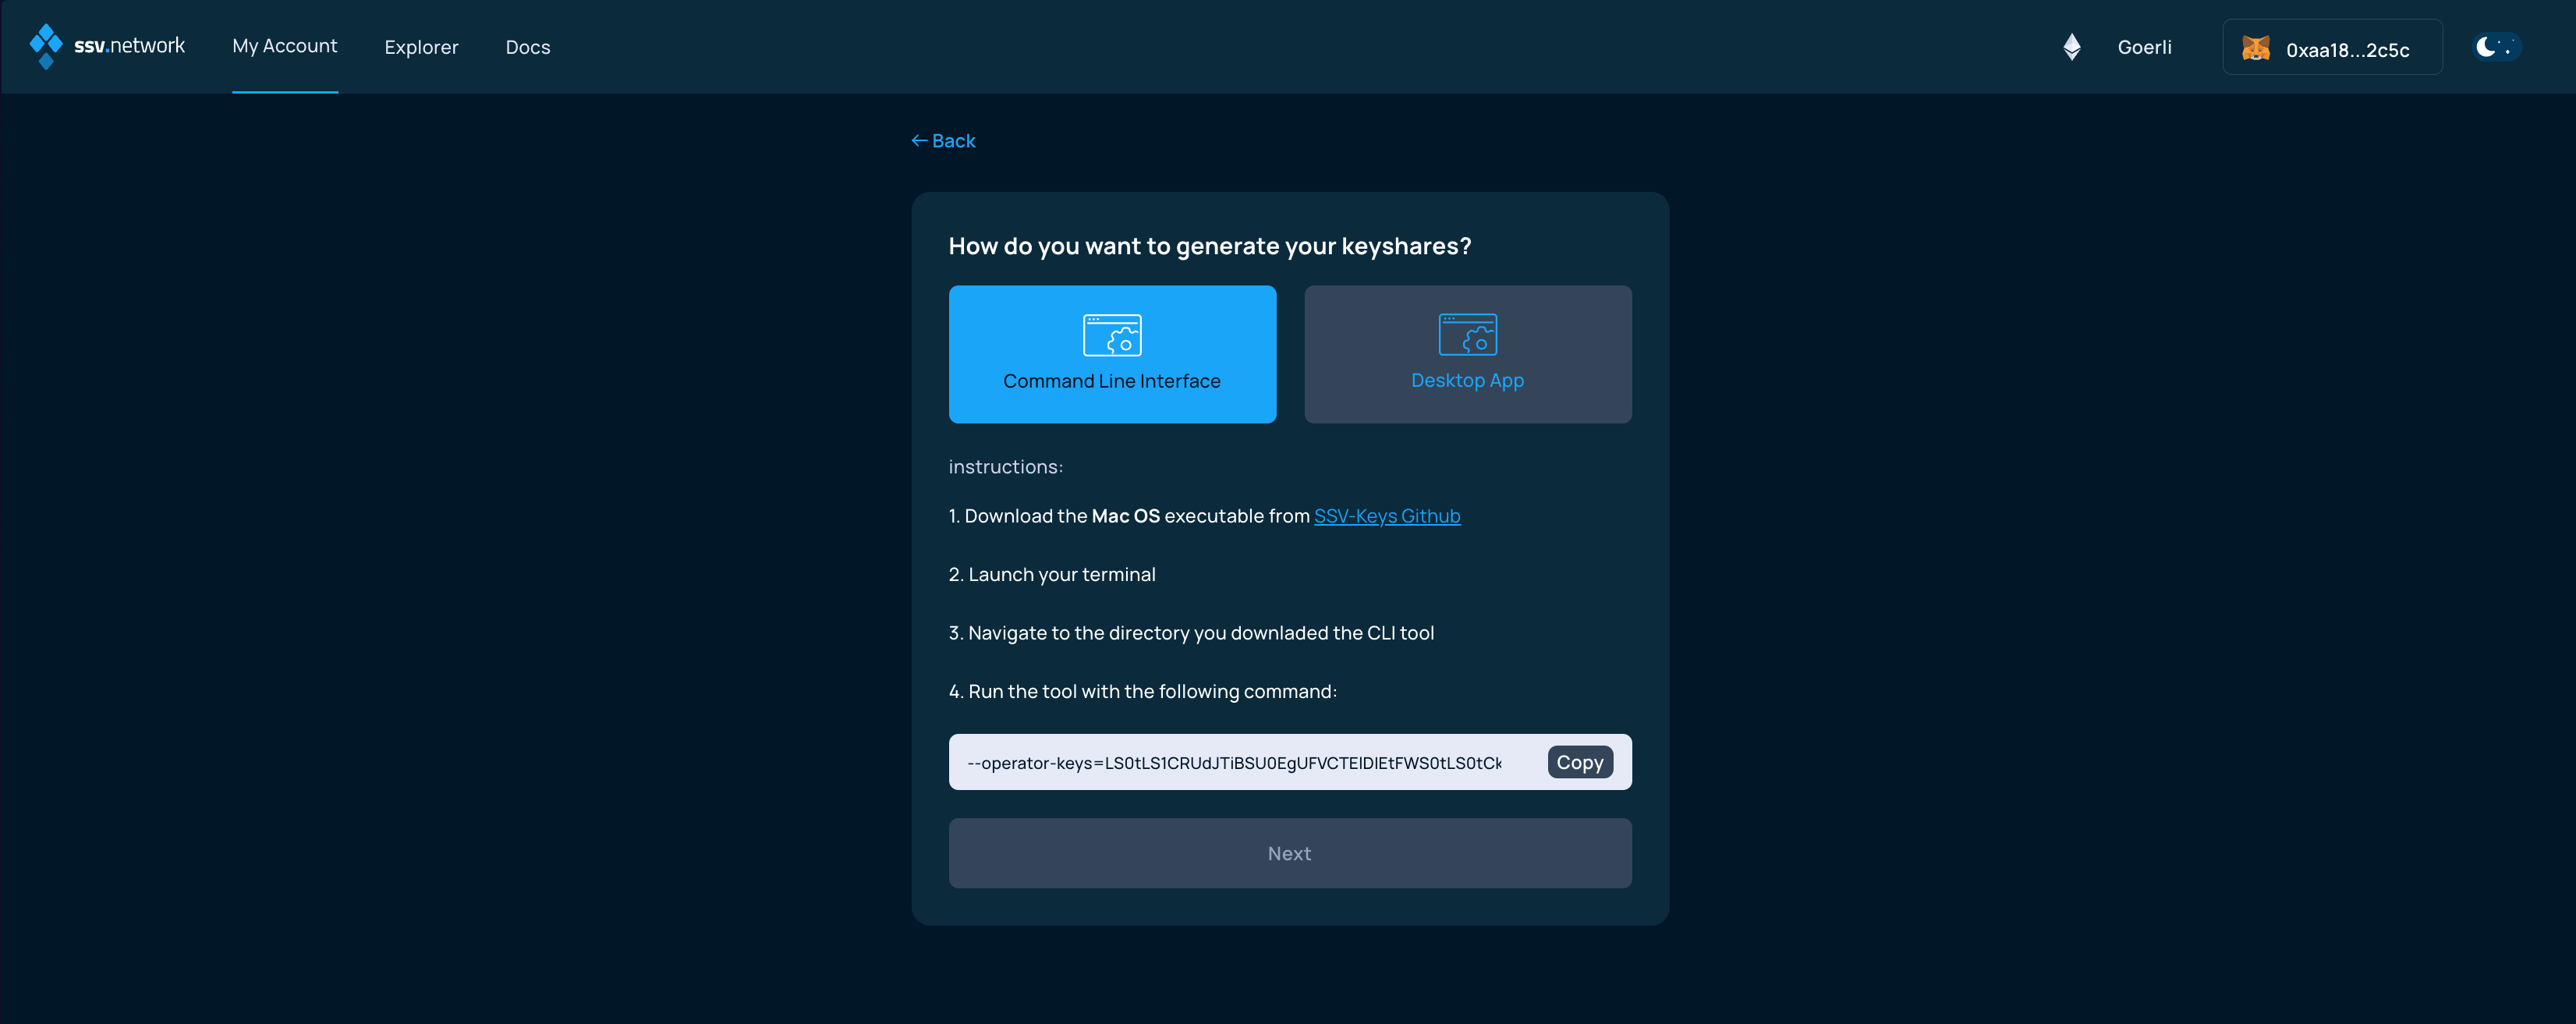 ssv.network
My Account
Explorer
Docs
Goerli
0xaa18...2c5c
← Back
How do you want to generate your keyshares?
Command Line Interface
Desktop App
instructions:
1. Download the Mac OS executable from SSV-Keys Github
2. Launch your terminal
3. Navigate to the directory you downladed the CLI tool
4. Run the tool with the following command:
--operator-keys=LS0tLS1CRUdJTiBSU0EgUFVCTElDIEtFWS0tLS0tCk
Copy
Next